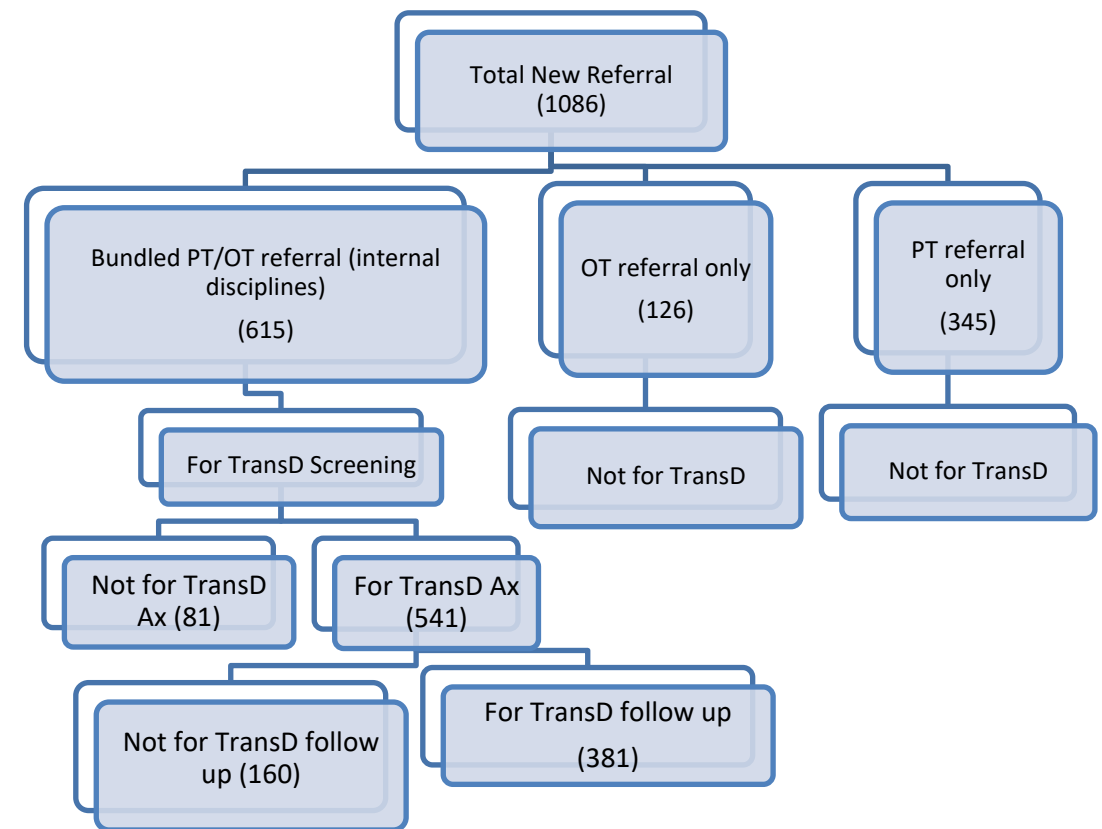 Total New Referral
(1086)
Bundled PT/OT referral (internal
disciplines)
(615)
OT referral only
(126)
PT referral
only
(345)
For TransD Screening
Not for TransD
Not for TransD
Not for TransD
Ax (81)
For TransD Ax
(541)
Not for TransD follow
up (160)
For TransD follow up
(381)